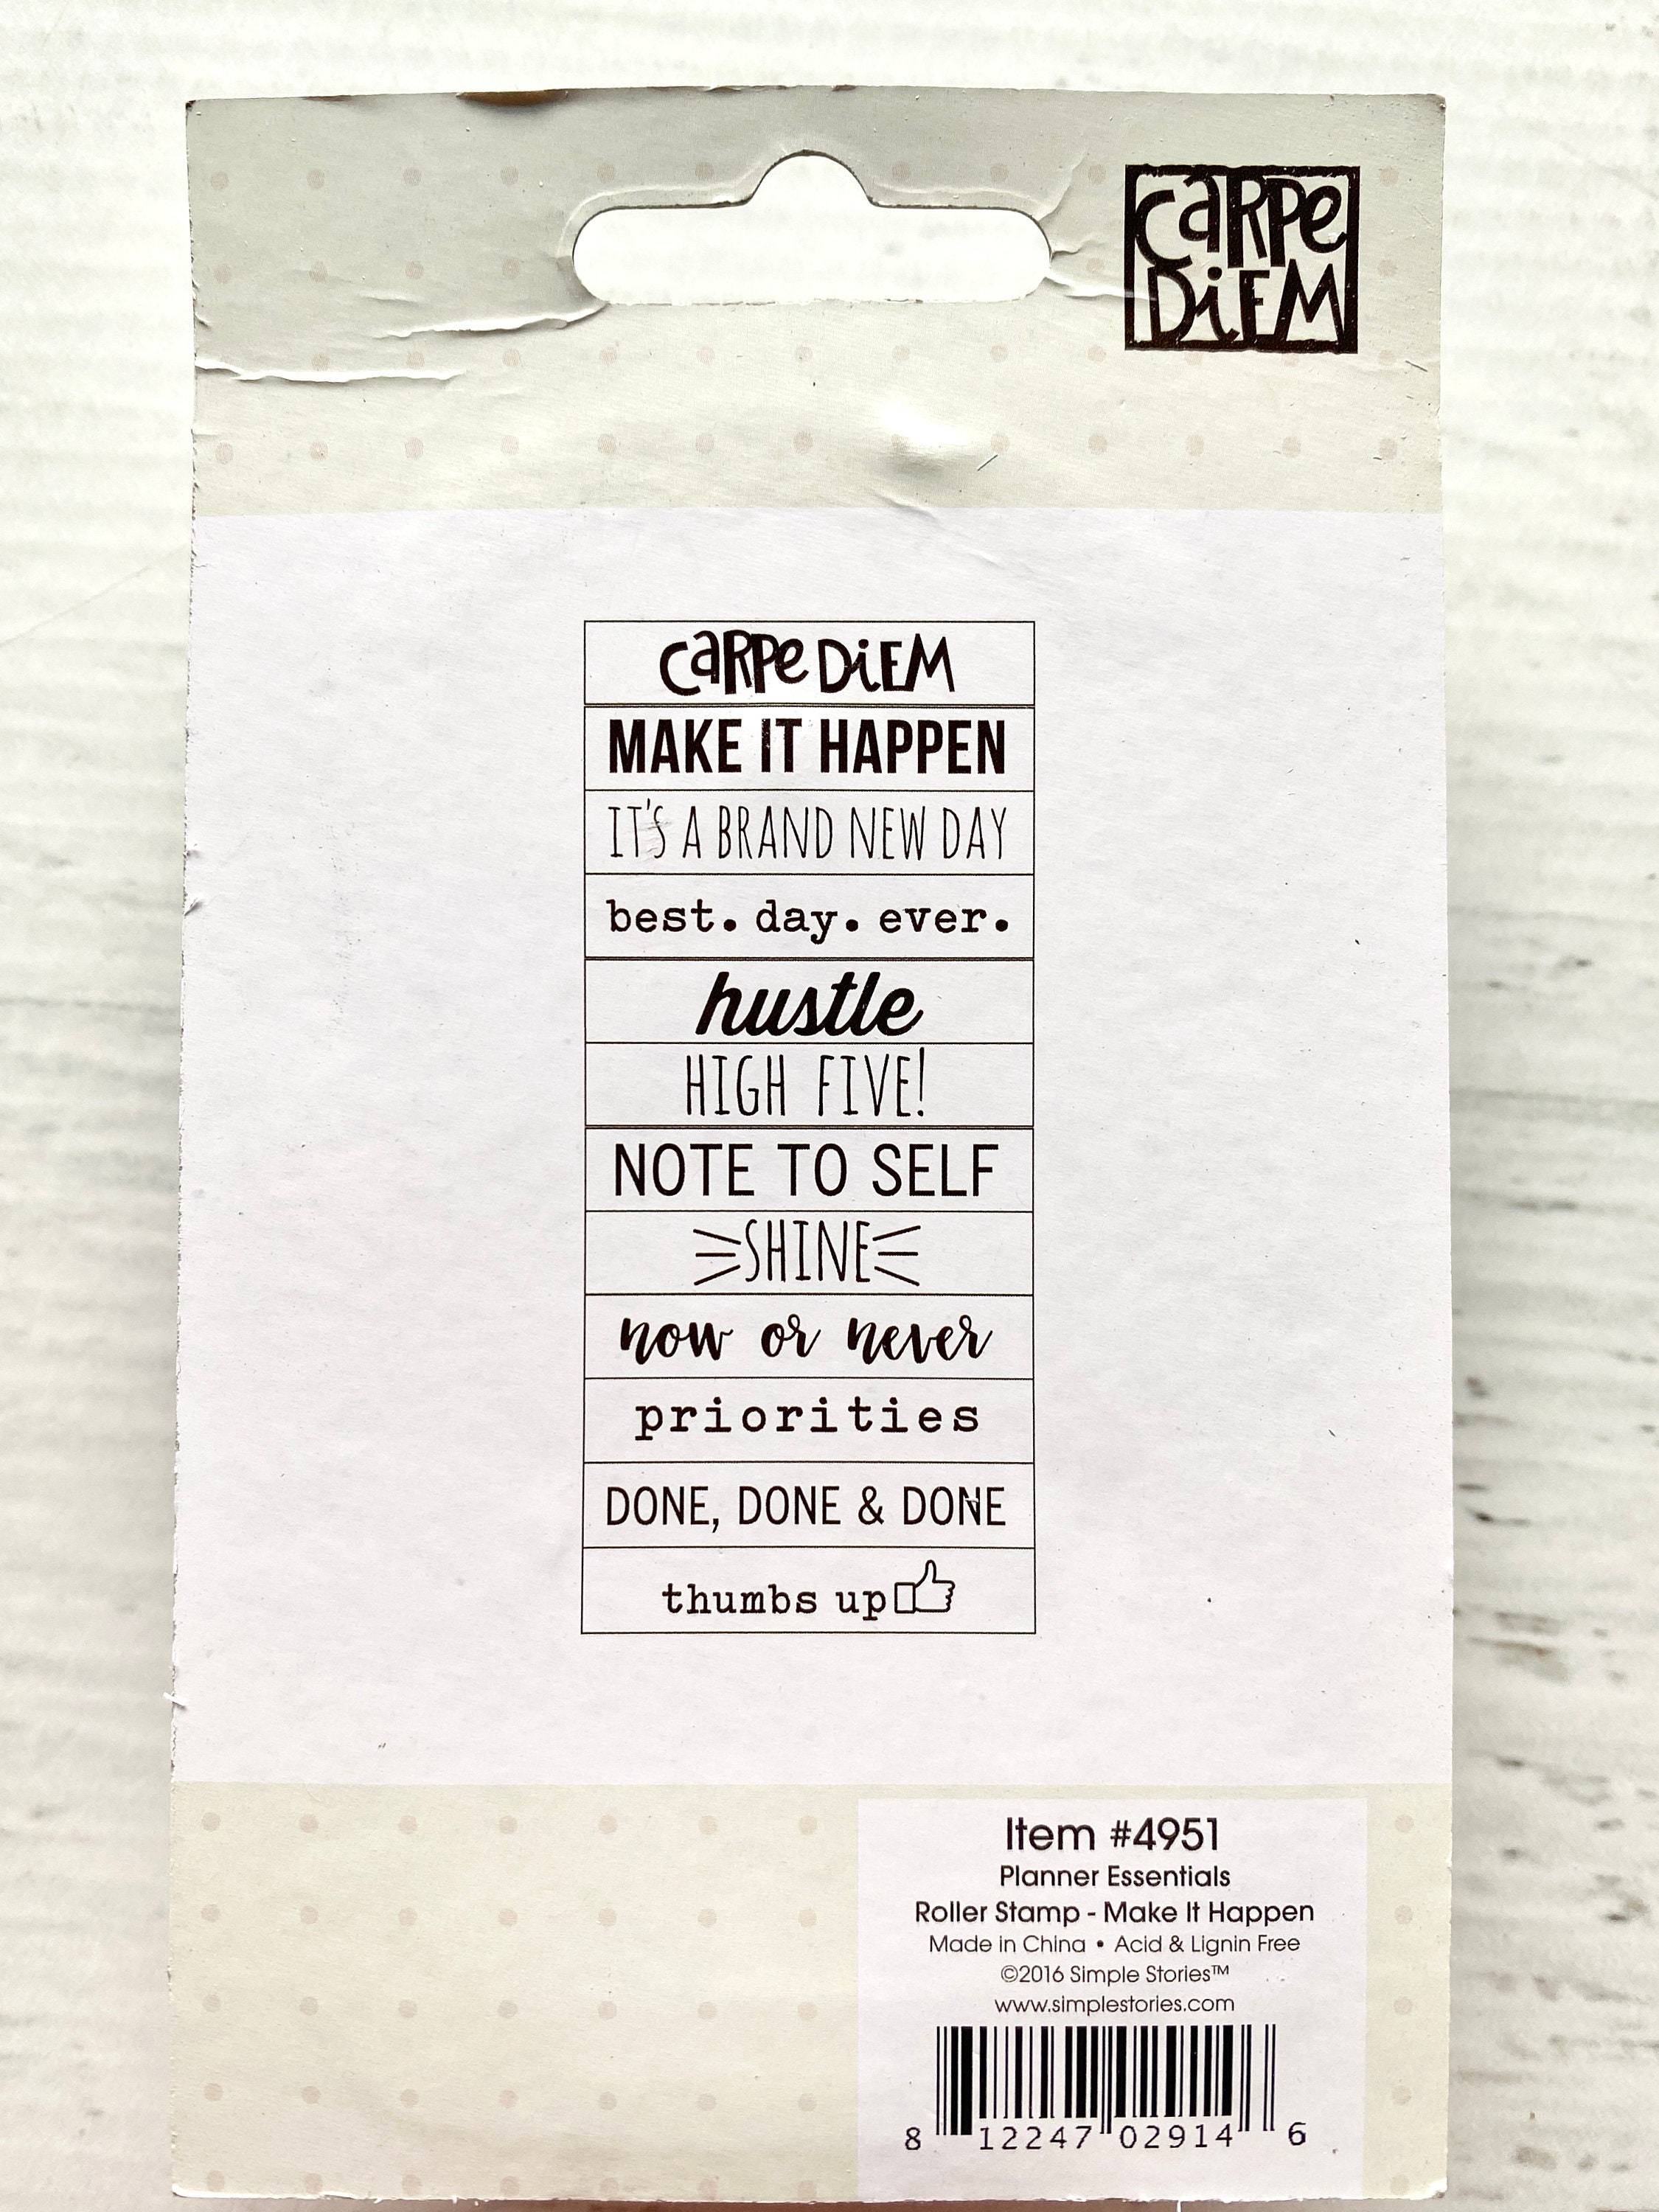 CARPE
DIEM
CARPE DIEM
MAKE IT HAPPEN
IT'S A BRAND NEW DAY
best. day. ever.
hustle
HIGH FIVE!
NOTE TO SELF
SHINE
now or never
priorities
DONE, DONE & DONE
thumbs up
Item #4951
Planner Essentials
Roller Stamp - Make It Happen
Made in China • Acid & Lignin Free
©2016 Simple Stories™
www.simplestories.com
8 12247 02914 6